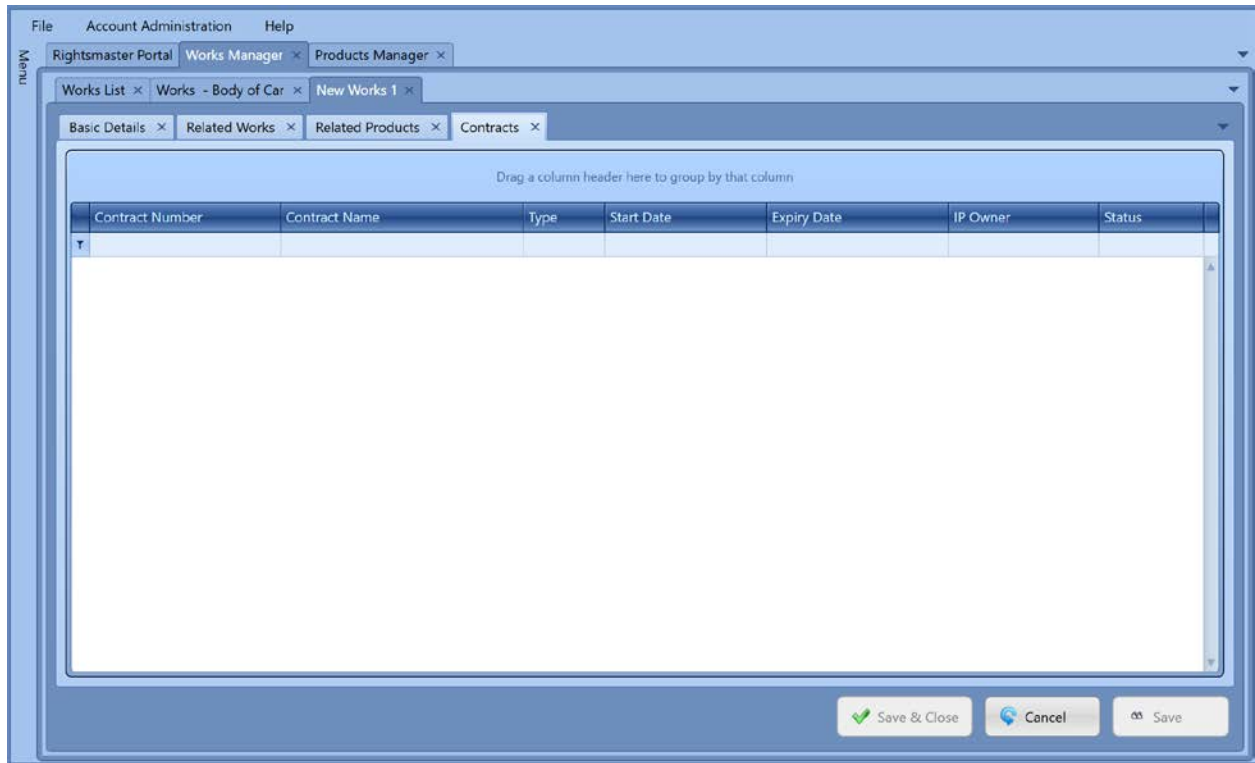 File Account Administration Help
Menu
Rightsmaster Portal Works Manager × Products Manager ×
Works List × Works - Body of Car × New Works 1 ×
Basic Details × Related Works × Related Products × Contracts ×
Drag a column header here to group by that column
Contract Number Contract Name Type Start Date Expiry Date IP Owner Status
Save & Close Cancel Save